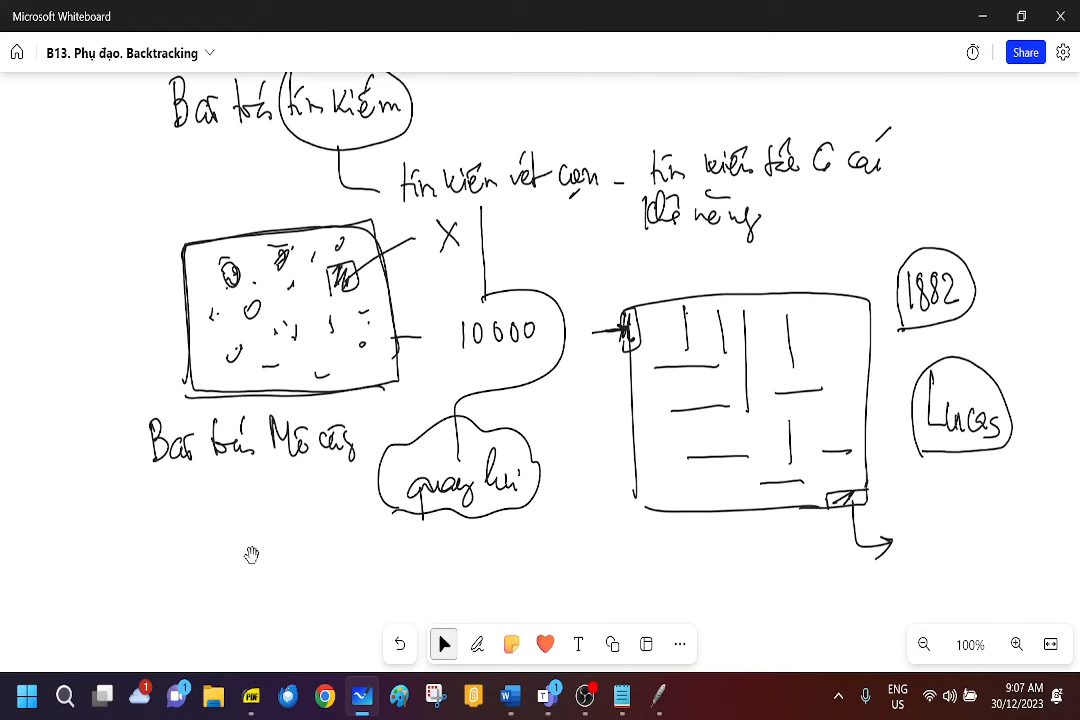 Microsoft Whiteboard
B13. Phụ đạo. Backtracking
Share
Bài toán tìm kiếm
tìm kiếm vét cạn - tìm kiếm tất cả các
khả năng
X
10000
1882
Lucas
Bài toán Mê cung
quay lui
100%
ENG
US
9:07 AM
30/12/2023